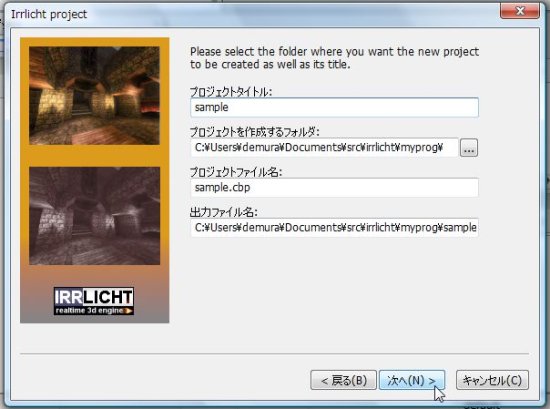 Irrlicht project
Please select the folder where you want the new project
to be created as well as its title.
プロジェクトタイトル:
sample
プロジェクトを作成するフォルダ:
C:¥Users¥demura¥Documents¥src¥irrlicht¥myprog¥
...
プロジェクトファイル名:
sample.cbp
出力ファイル名:
C:¥Users¥demura¥Documents¥src¥irrlicht¥myprog¥sample
IRRLICHT
realtime 3d engine
< 戻る(B)
次へ(N) >
キャンセル(C)